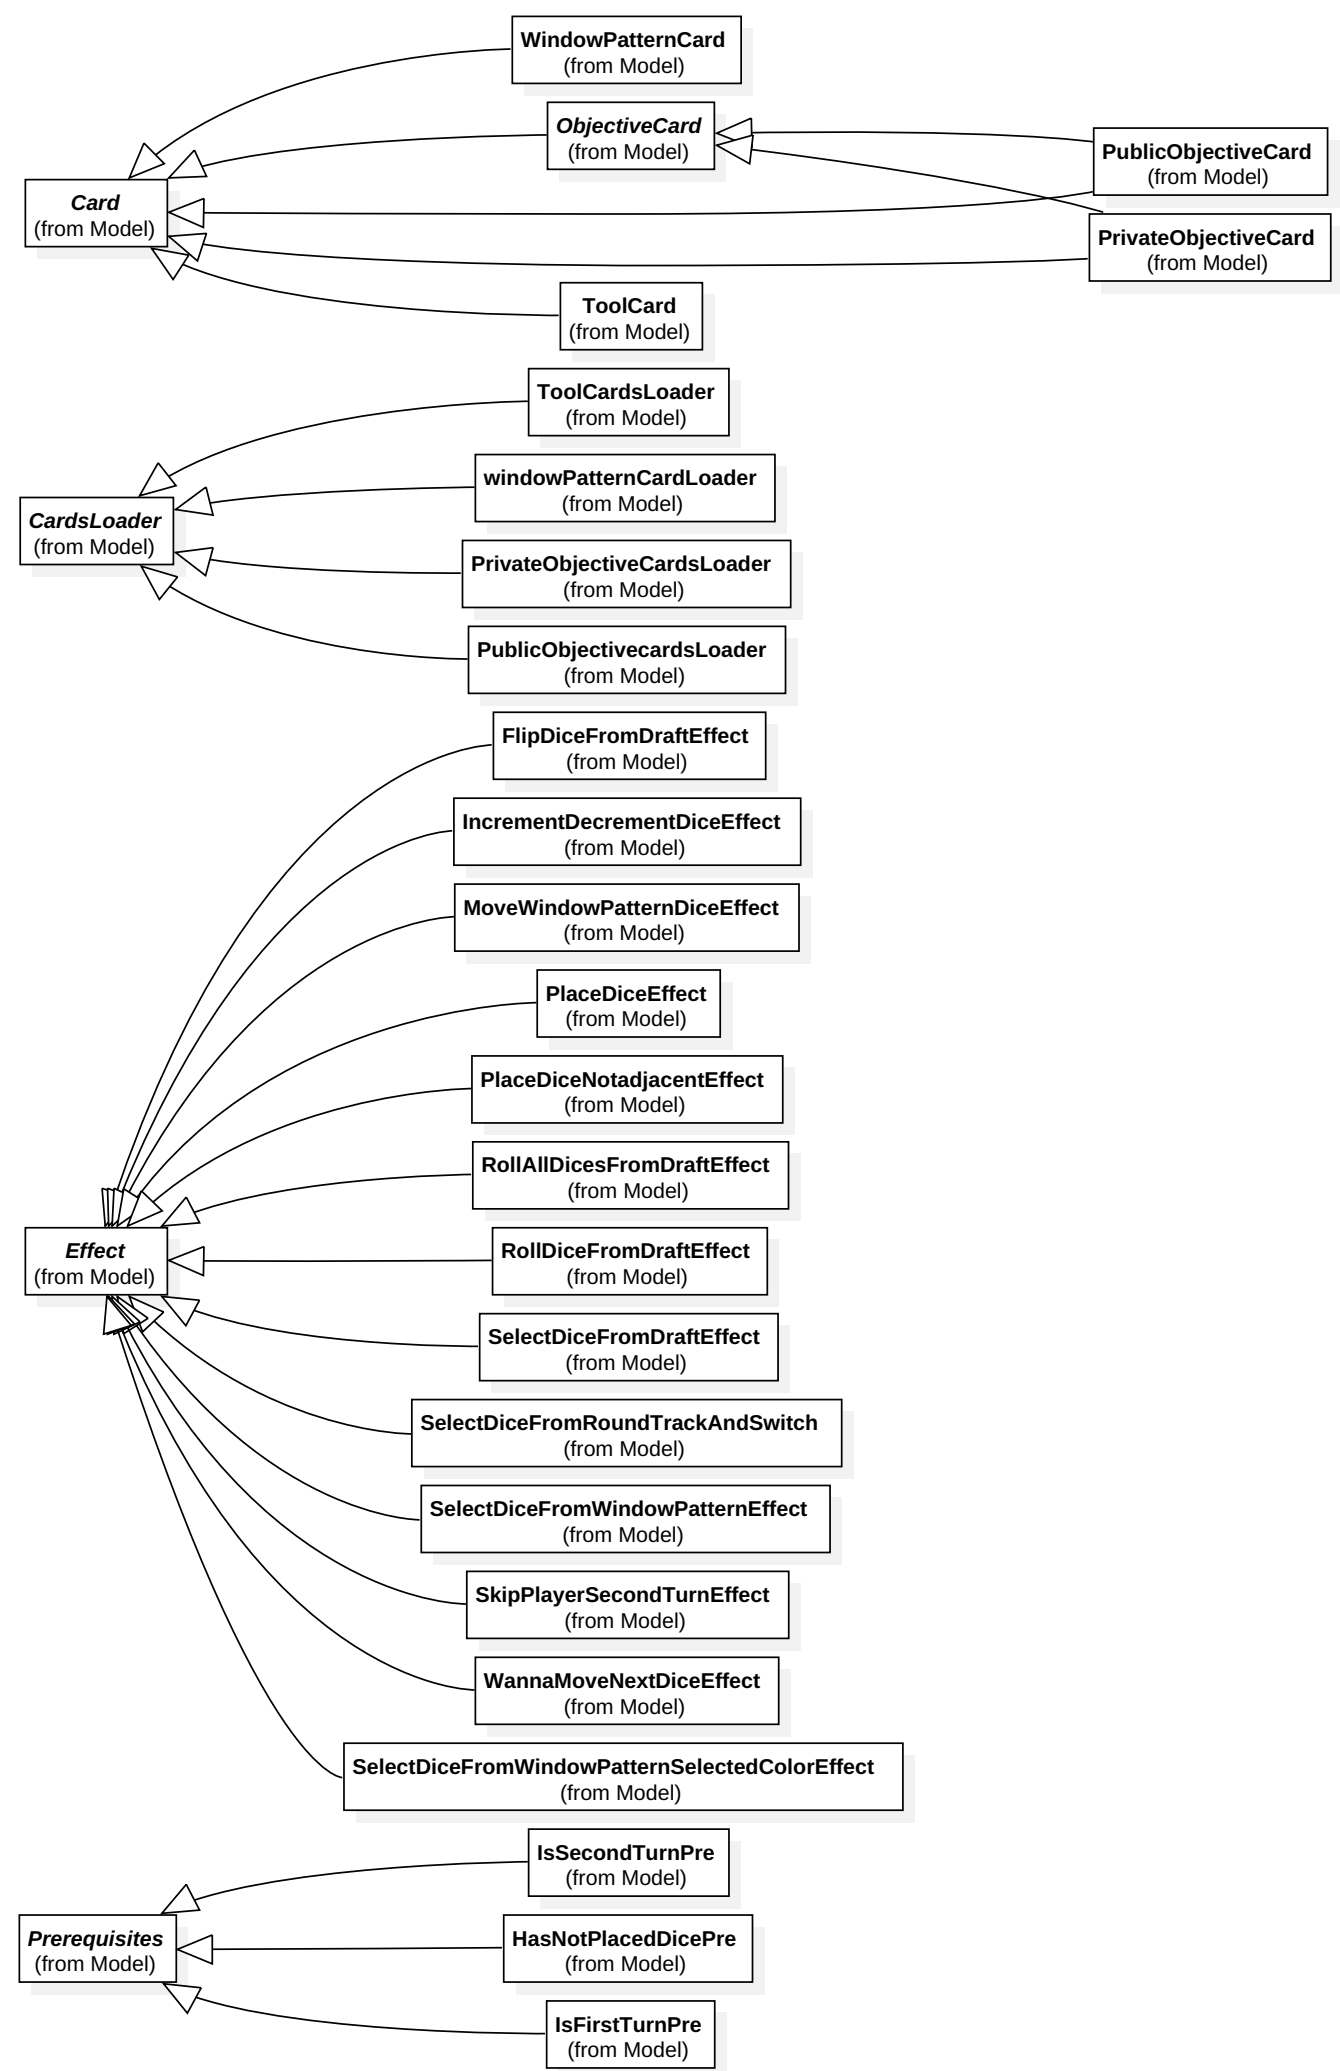 WindowPatternCard
(from Model)
ObjectiveCard
(from Model)
PublicObjectiveCard
(from Model)
Card
(from Model)
PrivateObjectiveCard
(from Model)
ToolCard
(from Model)
ToolCardsLoader
(from Model)
windowPatternCardLoader
(from Model)
CardsLoader
(from Model)
PrivateObjectiveCardsLoader
(from Model)
PublicObjectivecardsLoader
(from Model)
FlipDiceFromDraftEffect
(from Model)
IncrementDecrementDiceEffect
(from Model)
MoveWindowPatternDiceEffect
(from Model)
PlaceDiceEffect
(from Model)
PlaceDiceNotadjacentEffect
(from Model)
RollAllDicesFromDraftEffect
(from Model)
Effect
(from Model)
RollDiceFromDraftEffect
(from Model)
SelectDiceFromDraftEffect
(from Model)
SelectDiceFromRoundTrackAndSwitch
(from Model)
SelectDiceFromWindowPatternEffect
(from Model)
SkipPlayerSecondTurnEffect
(from Model)
WannaMoveNextDiceEffect
(from Model)
SelectDiceFromWindowPatternSelectedColorEffect
(from Model)
IsSecondTurnPre
(from Model)
Prerequisites
(from Model)
HasNotPlacedDicePre
(from Model)
IsFirstTurnPre
(from Model)